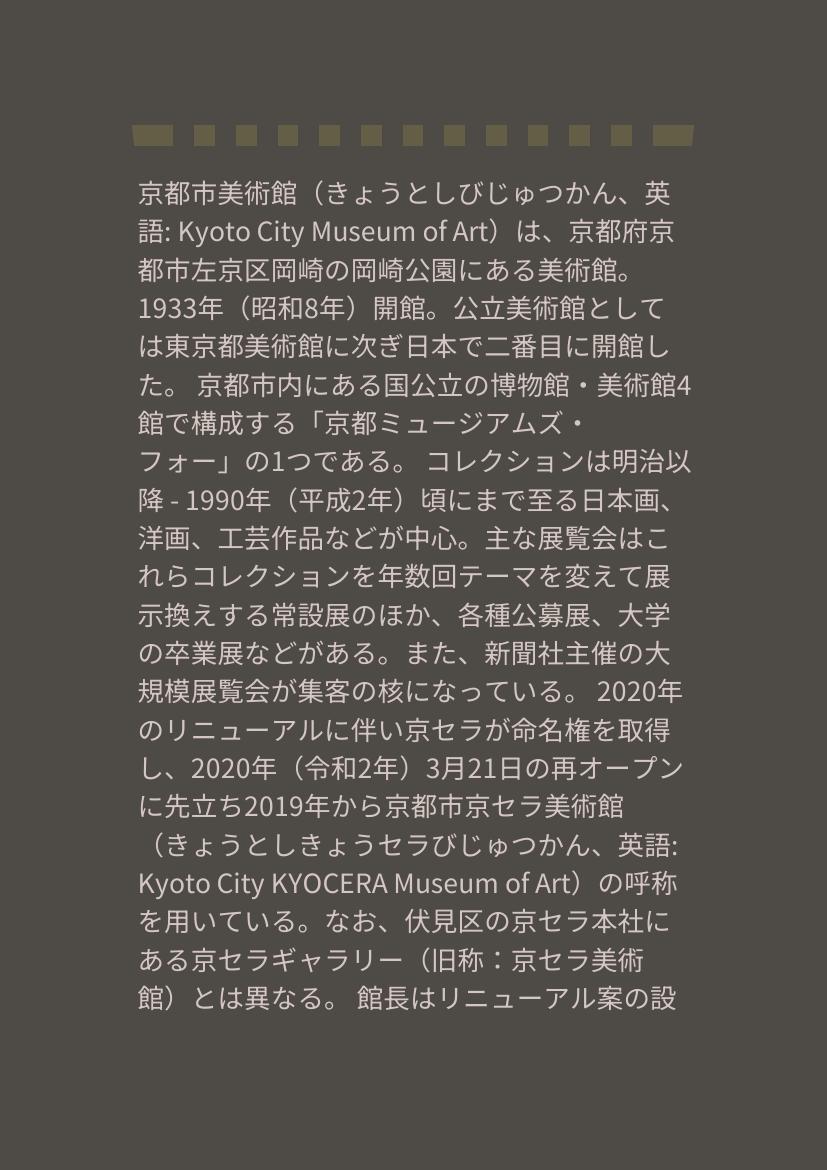 京都市美術館（きょうとしびじゅつかん、英
語: Kyoto City Museum of Art）は、京都府京
都市左京区岡崎の岡崎公園にある美術館。
1933年（昭和8年）開館。公立美術館として
は東京都美術館に次ぎ日本で二番目に開館し
た。 京都市内にある国公立の博物館・美術館4
館で構成する「京都ミュージアムズ・
フォー」の1つである。 コレクションは明治以
降 - 1990年（平成2年）頃にまで至る日本画、
洋画、工芸作品などが中心。主な展覧会はこ
れらコレクションを年数回テーマを変えて展
示換えする常設展のほか、各種公募展、大学
の卒業展などがある。また、新聞社主催の大
規模展覧会が集客の核になっている。 2020年
のリニューアルに伴い京セラが命名権を取得
し、2020年（令和2年）3月21日の再オープン
に先立ち2019年から京都市京セラ美術館
（きょうとしきょうセラびじゅつかん、英語:
Kyoto City KYOCERA Museum of Art）の呼称
を用いている。なお、伏見区の京セラ本社に
ある京セラギャラリー（旧称：京セラ美術
館）とは異なる。 館長はリニューアル案の設